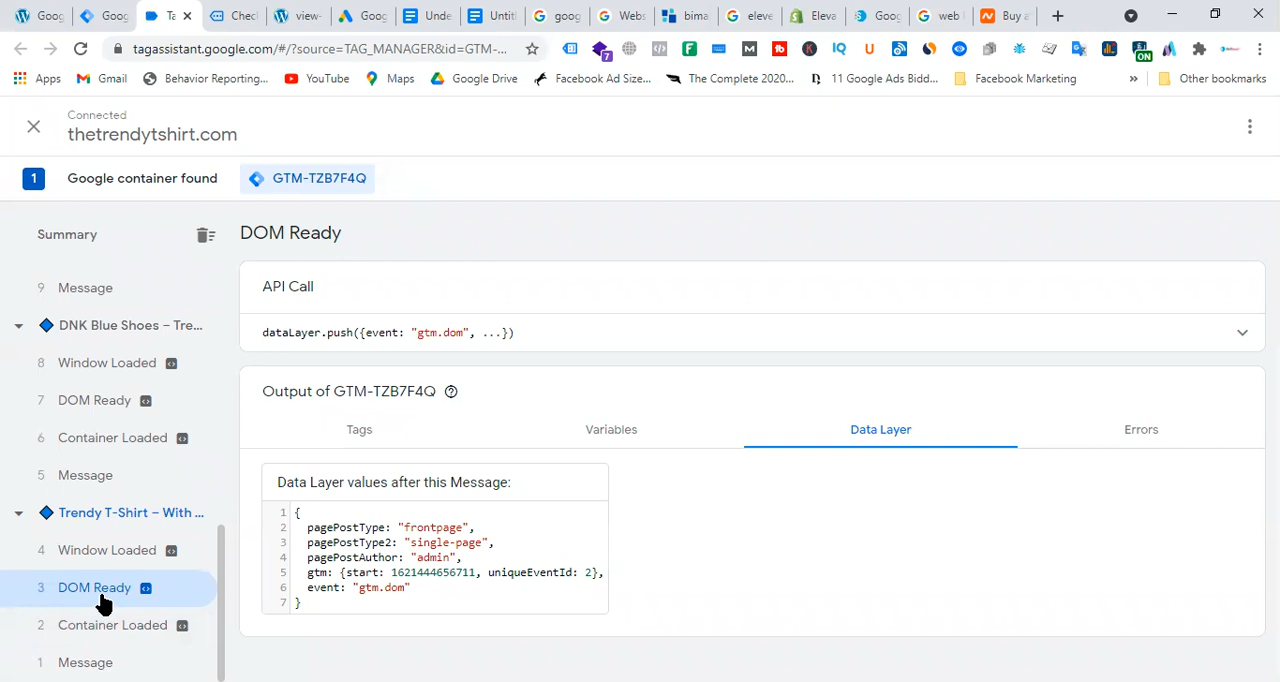 Goog
Goog
Ta
Chec
view-
Goog
Unde
Untit
goog
Webs
bima
eleve
Eleva
Goog
web
Buy a
tagassistant.google.com/#/?source=TAG_MANAGER&id=GTM-...
7
ON
Apps
Gmail
Behavior Reporting...
YouTube
Maps
Google Drive
Facebook Ad Size...
The Complete 2020...
11 Google Ads Bidd...
Facebook Marketing
»
Other bookmarks
Connected
thetrendytshirt.com
1 Google container found GTM-TZB7F4Q
Summary
9 Message
DNK Blue Shoes – Tre...
8 Window Loaded
7 DOM Ready
6 Container Loaded
5 Message
Trendy T-Shirt – With ...
4 Window Loaded
3 DOM Ready
2 Container Loaded
1 Message
DOM Ready
API Call
dataLayer.push({event: "gtm.dom", ...})
Output of GTM-TZB7F4Q
Tags Variables Data Layer Errors
Data Layer values after this Message:
1 {
2 pagePostType: "frontpage",
3 pagePostType2: "single-page",
4 pagePostAuthor: "admin",
5 gtm: {start: 1621444656711, uniqueEventId: 2},
6 event: "gtm.dom"
7 }